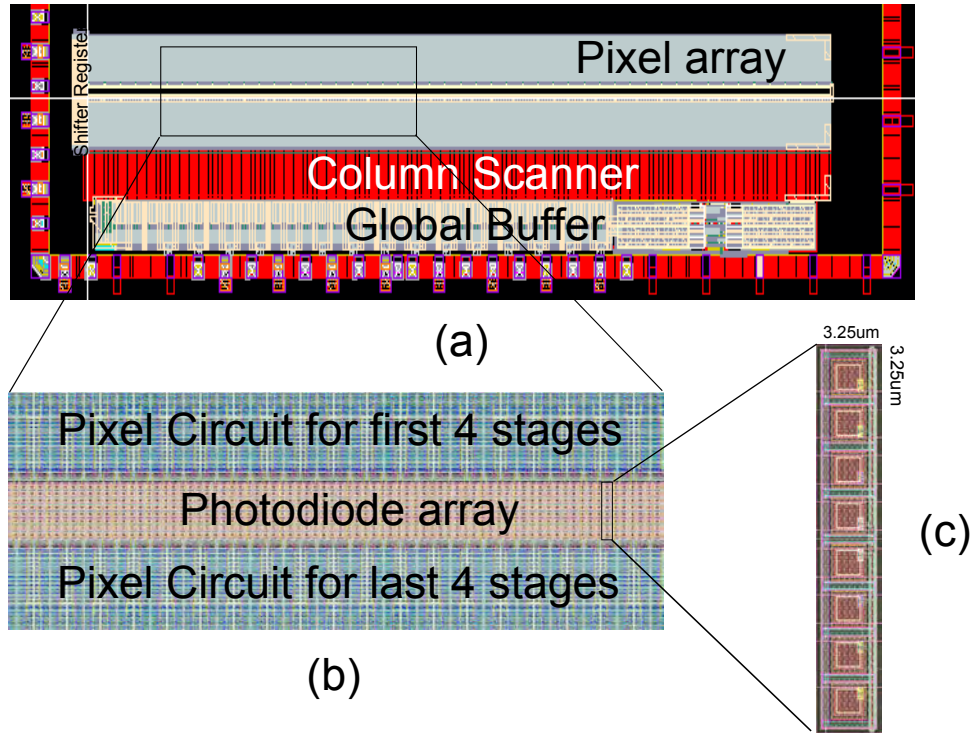 Shifter Register
Pixel array
Column Scanner
Global Buffer
(a)
3.25um
3.25um
Pixel Circuit for first 4 stages
Photodiode array
Pixel Circuit for last 4 stages
(b)
(c)